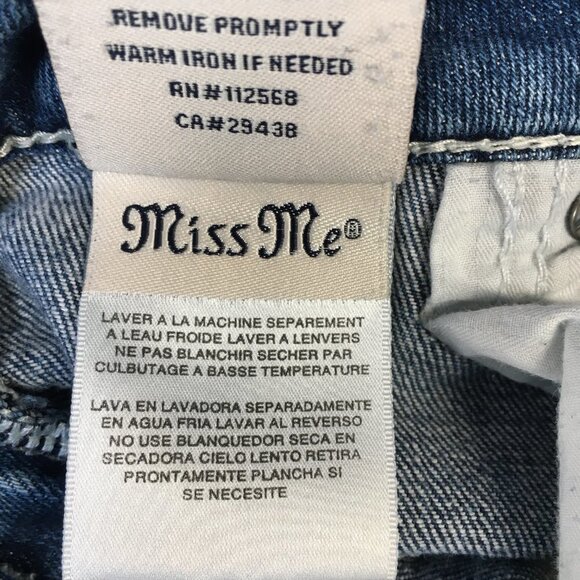 REMOVE PROMPTLY
WARM IRON IF NEEDED
RN#112568
CA#29438
Miss Me®
LAVER A LA MACHINE SEPAREMENT
A LEAU FROIDE LAVER A LENVERS
NE PAS BLANCHIR SECHER PAR
CULBUTAGE A BASSE TEMPERATURE
LAVA EN LAVADORA SEPARADAMENTE
EN AGUA FRIA LAVAR AL REVERSO
NO USE BLANQUEDOR SECA EN
SECADORA CIELO LENTO RETIRA
PRONTAMENTE PLANCHA SI
SE NECESITE